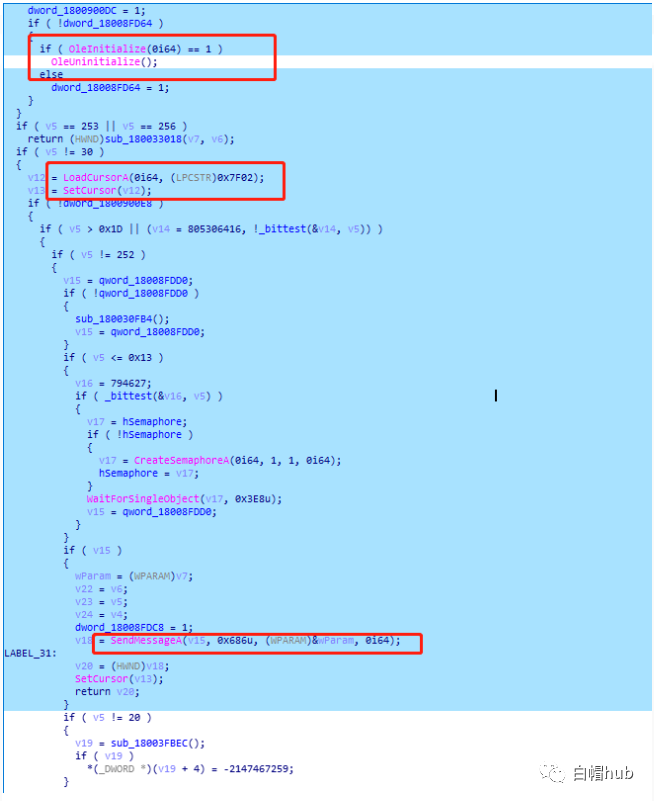 dword_1800900DC = 1;
if ( !dword_18008FD64 )
{
if ( OleInitialize(0i64) == 1 )
OleUninitialize();
else
dword_18008FD64 = 1;
}
}
if ( v5 == 253 || v5 == 256 )
return (HWND)sub_180033018(v7, v6);
if ( v5 != 30 )
{
v12 = LoadCursorA(0i64, (LPCSTR)0x7F02);
v13 = SetCursor(v12);
if ( !dword_1800900E8 )
{
if ( v5 > 0x1D || (v14 = 805306416, !_bittest(&v14, v5)) )
{
if ( v5 != 252 )
{
v15 = qword_18008FDD0;
if ( !qword_18008FDD0 )
{
sub_180030FB4();
v15 = qword_18008FDD0;
}
if ( v5 <= 0x13 )
{
v16 = 794627;
if ( _bittest(&v16, v5) )
{
v17 = hSemaphore;
if ( !hSemaphore )
{
v17 = CreateSemaphoreA(0i64, 1, 1, 0i64);
hSemaphore = v17;
}
WaitForSingleObject(v17, 0x3E8u);
v15 = qword_18008FDD0;
}
}
if ( v15 )
{
wParam = (WPARAM)v7;
v22 = v6;
v23 = v5;
v24 = v4;
dword_18008FDC8 = 1;
v18 = SendMessageA(v15, 0x686u, (WPARAM)&wParam, 0i64);
LABEL_31:
v20 = (HWND)v18;
SetCursor(v13);
return v20;
}
if ( v5 != 20 )
{
v19 = sub_18003FBEC();
if ( v19 )
*(_DWORD *)(v19 + 4) = -2147467259;
}
白帽hub